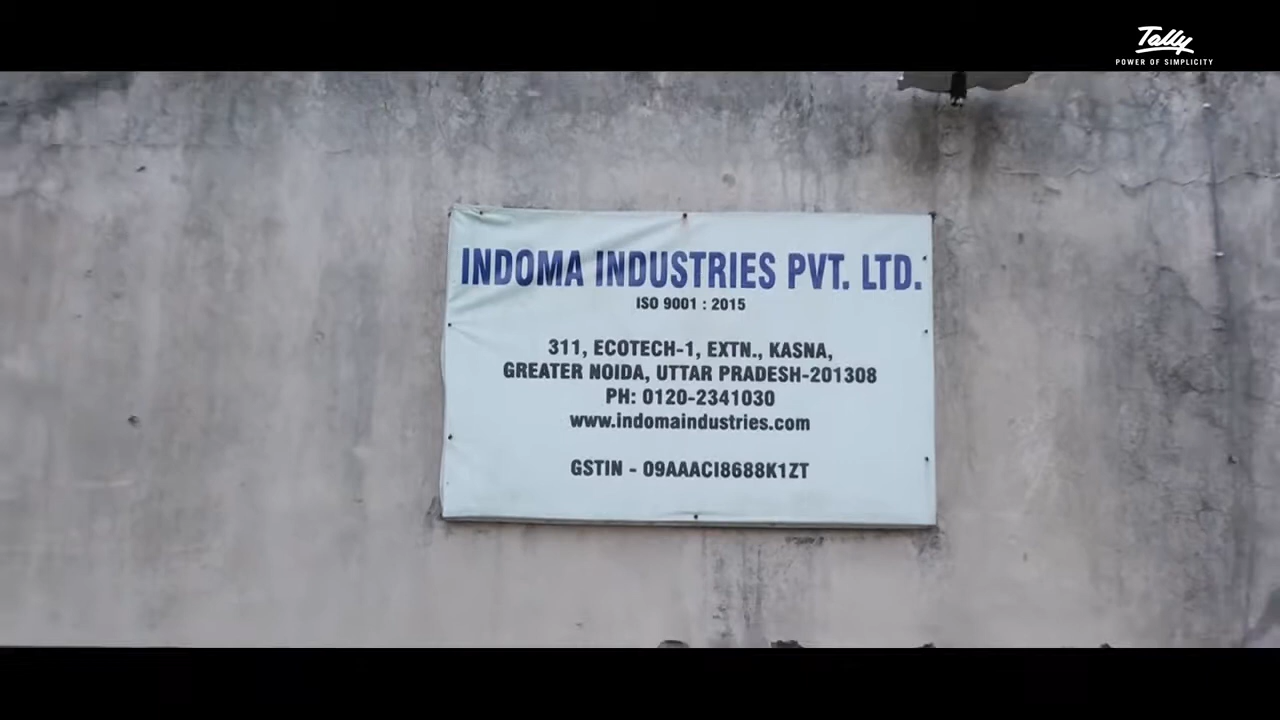 Tally
POWER OF SIMPLICITY
INDOMA INDUSTRIES PVT. LTD.
ISO 9001 : 2015
311, ECOTECH-1, EXTN., KASNA,
GREATER NOIDA, UTTAR PRADESH-201308
PH: 0120-2341030
www.indomaindustries.com
GSTIN - 09AAACI8688K1ZT